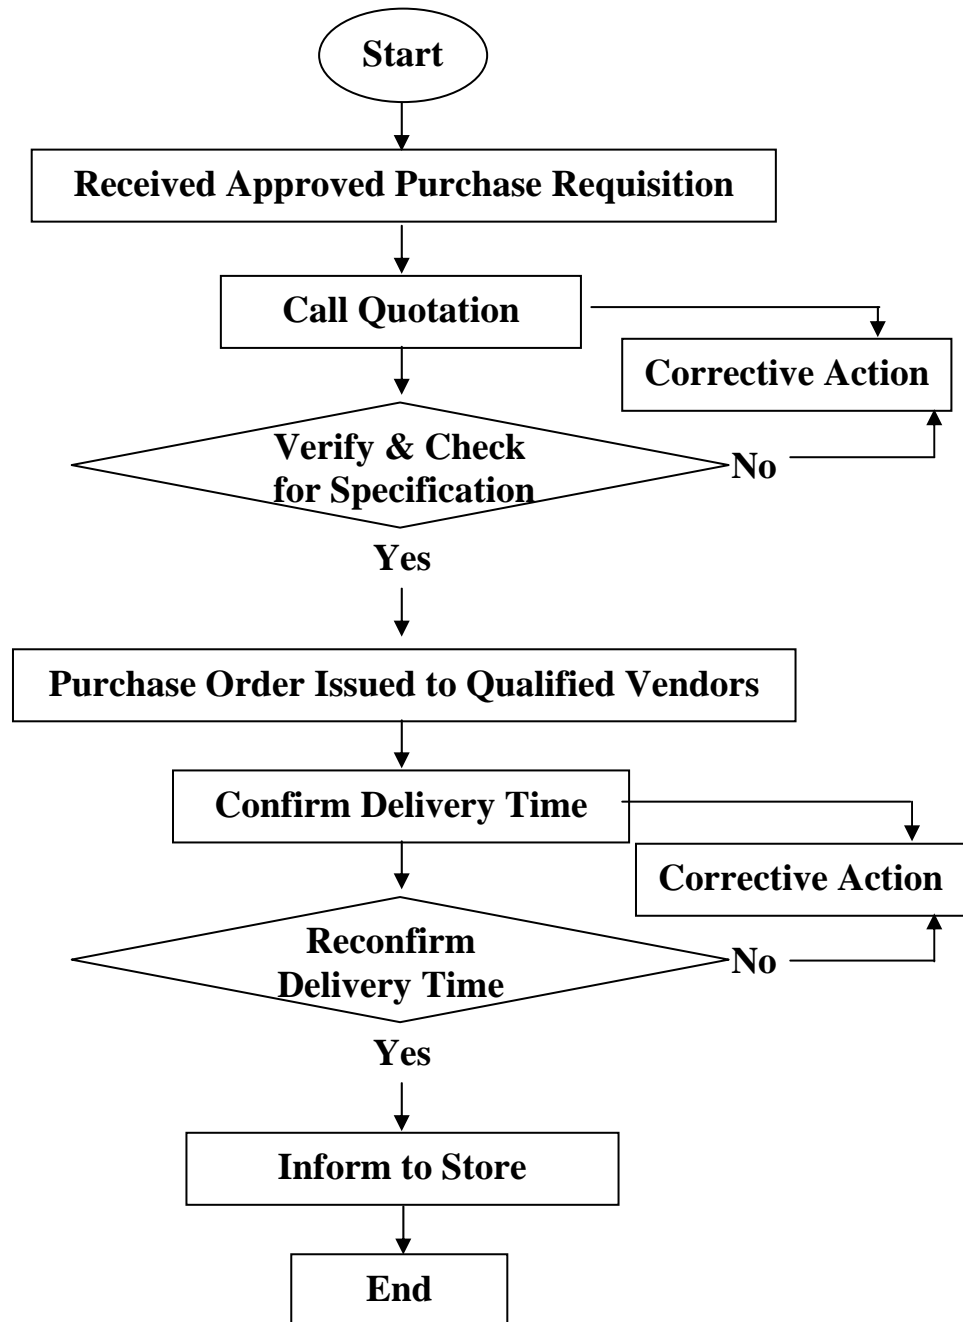 Start
Received Approved Purchase Requisition
Call Quotation
Corrective Action
Verify & Check
for Specification
No
Yes
Purchase Order Issued to Qualified Vendors
Confirm Delivery Time
Corrective Action
Reconfirm
Delivery Time
No
Yes
Inform to Store
End